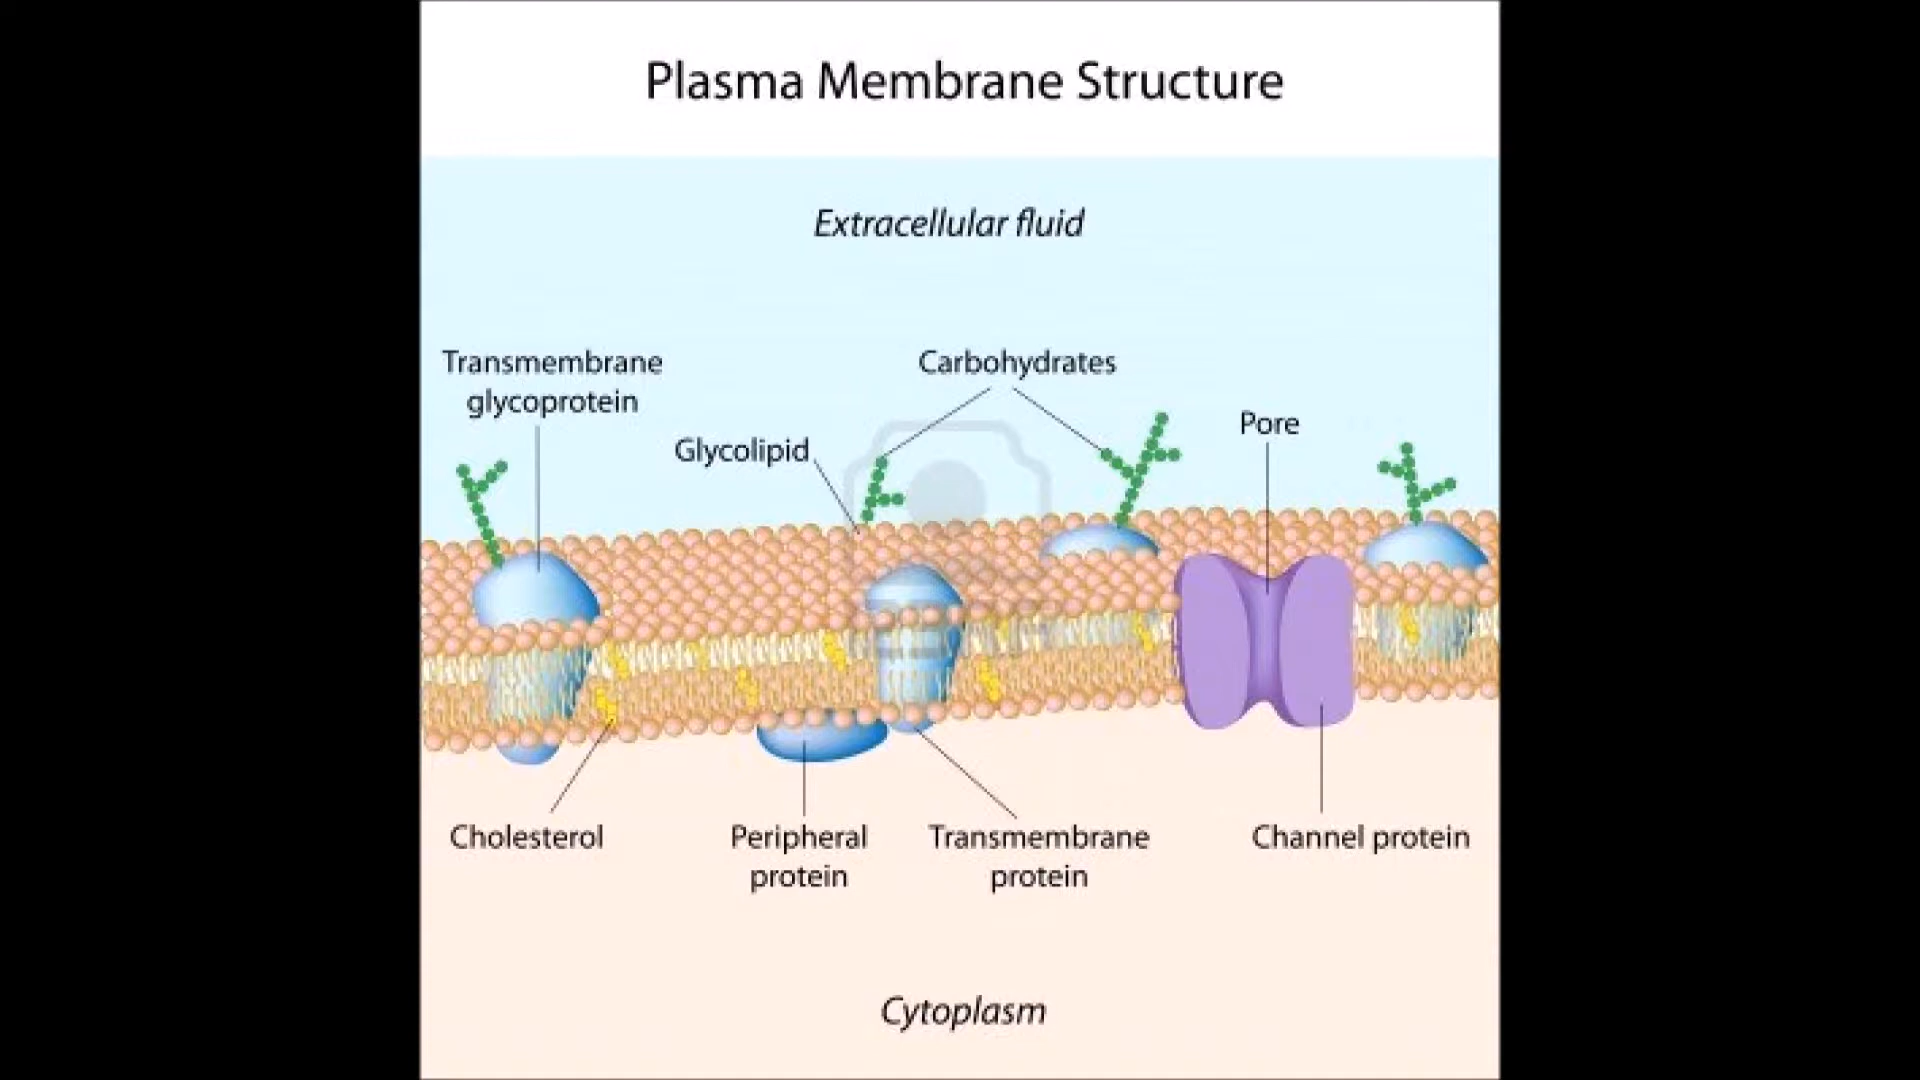 Plasma Membrane Structure
Extracellular fluid
Transmembrane
glycoprotein
Carbohydrates
Glycolipid
Pore
Cholesterol
Peripheral
protein
Transmembrane
protein
Channel protein
Cytoplasm